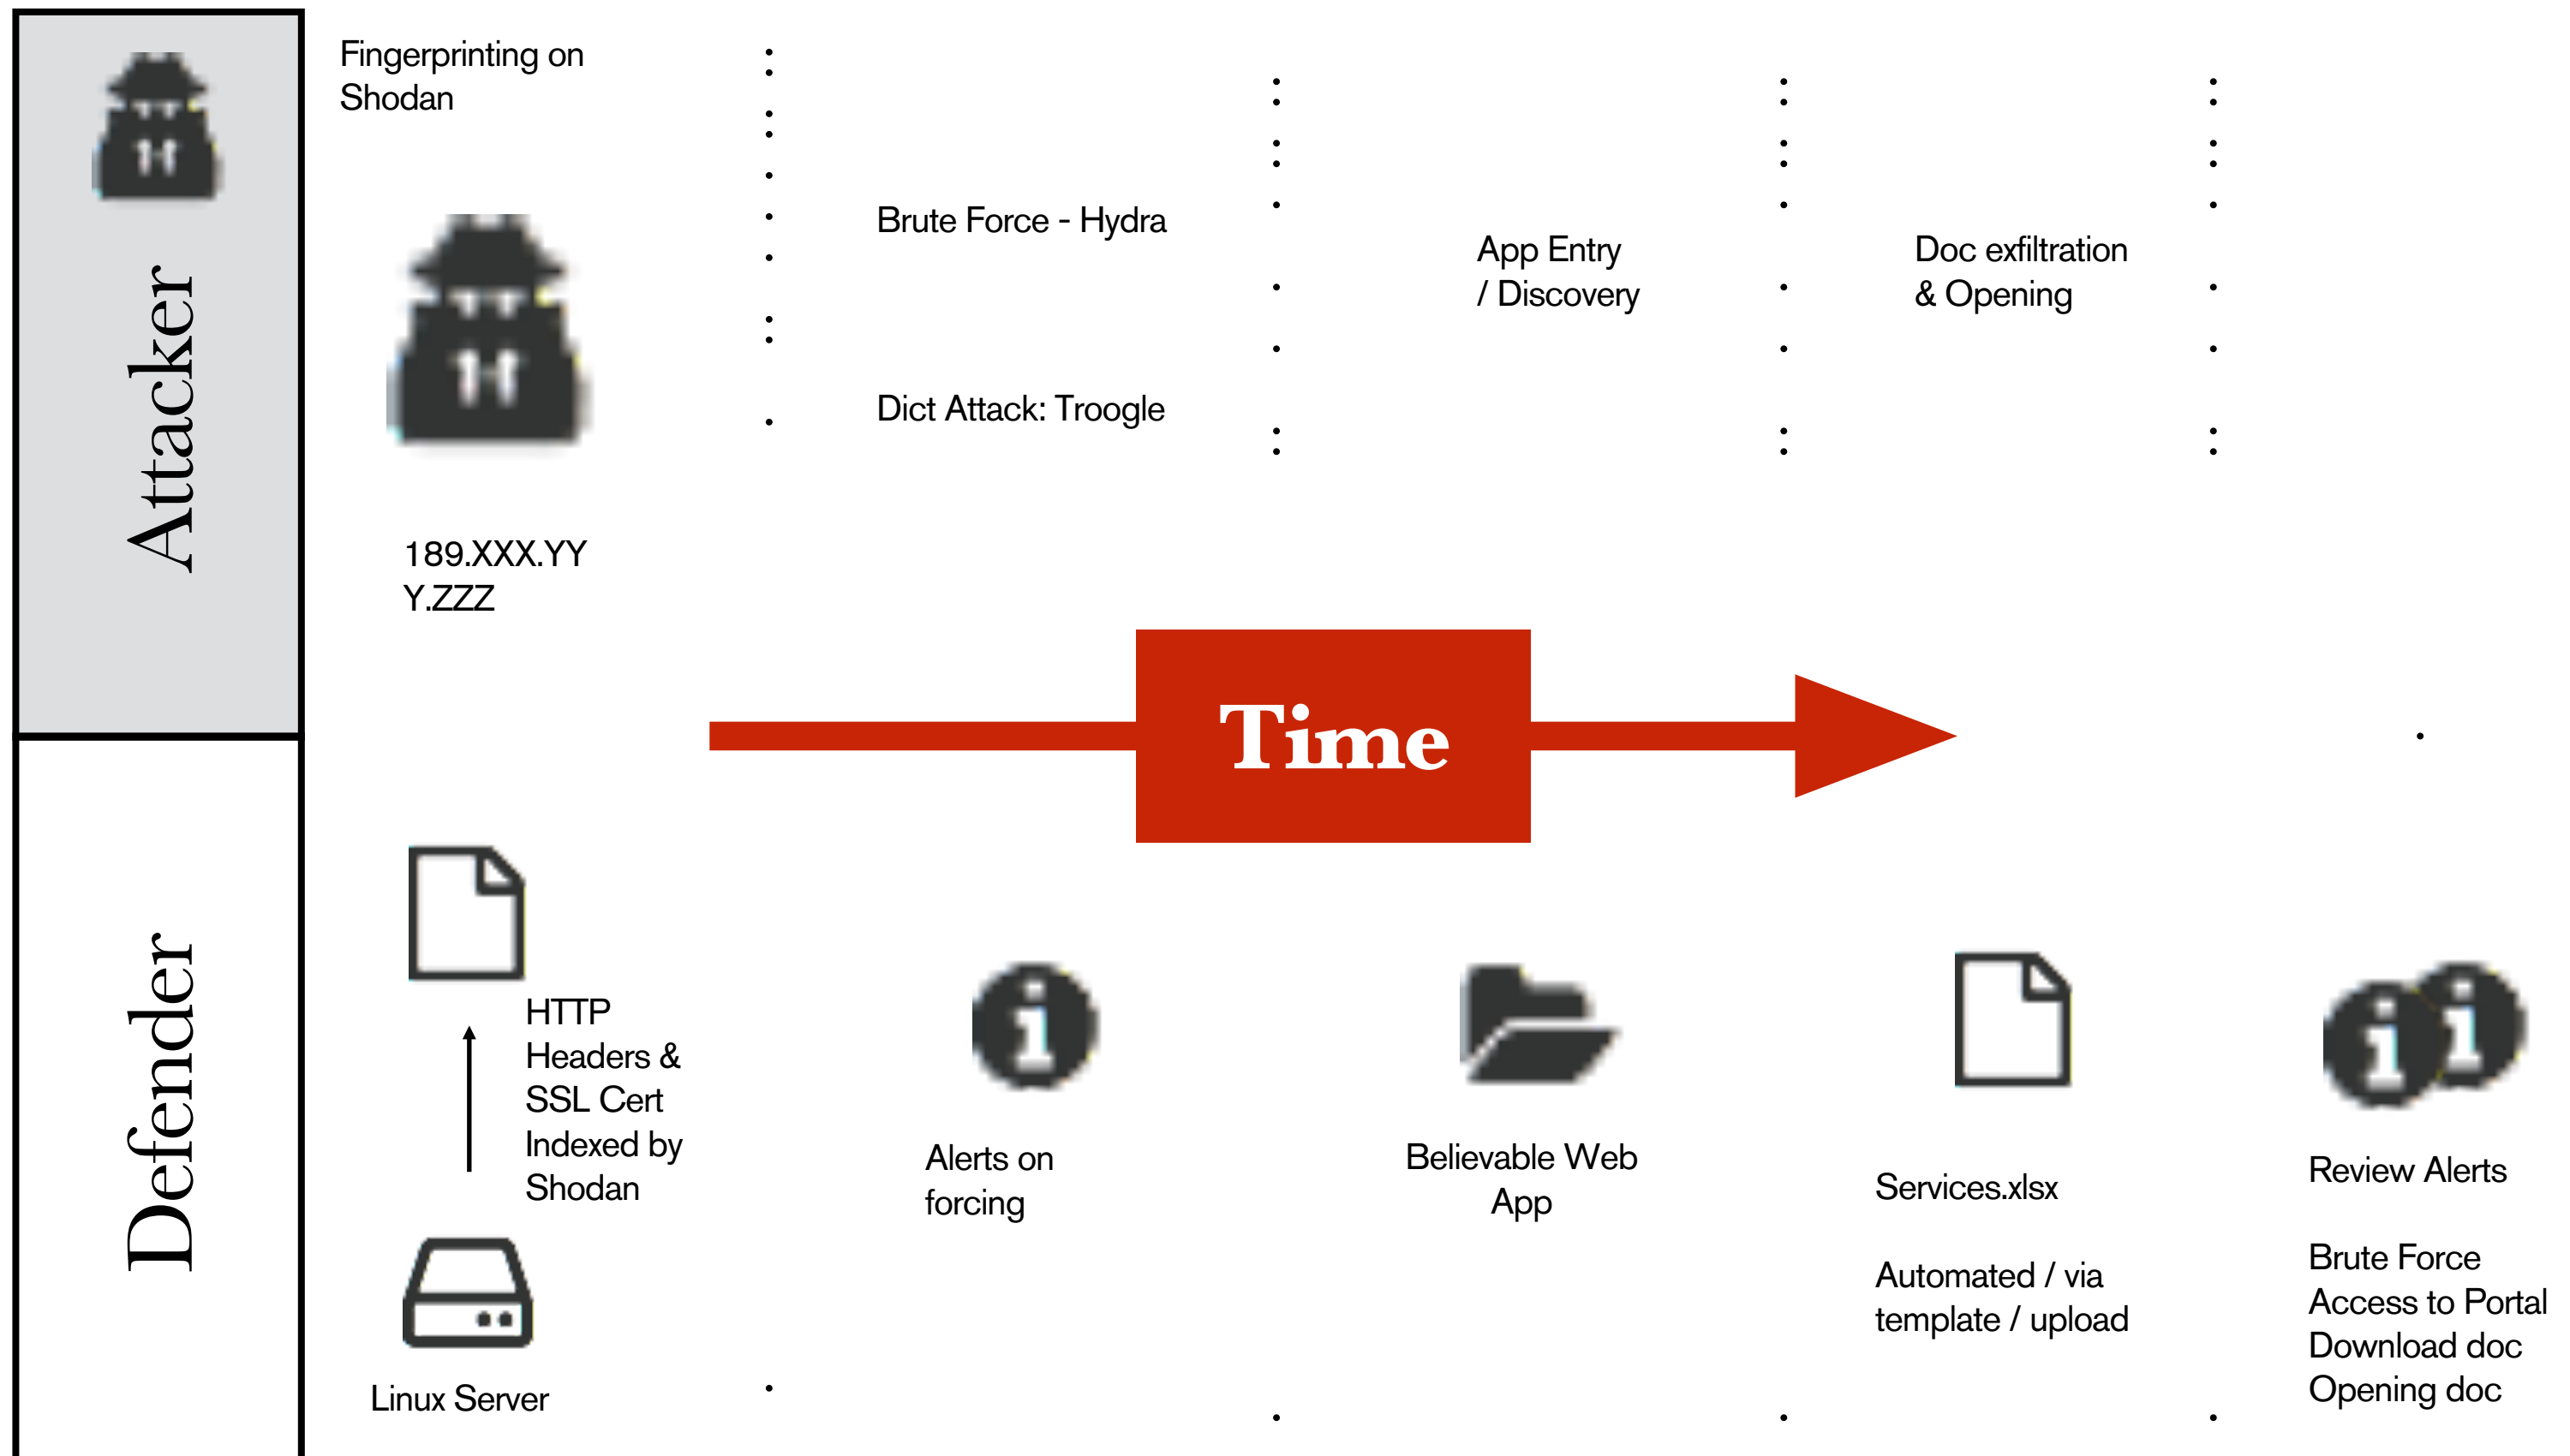 Attacker
Fingerprinting on
Shodan
189.XXX.YY
Y.ZZZ
Brute Force - Hydra
Dict Attack: Troogle
App Entry
/ Discovery
Doc exfiltration
& Opening
Time
Defender
HTTP
Headers &
SSL Cert
Indexed by
Shodan
Linux Server
Alerts on
forcing
Believable Web
App
Services.xlsx
Automated / via
template / upload
Review Alerts
Brute Force
Access to Portal
Download doc
Opening doc